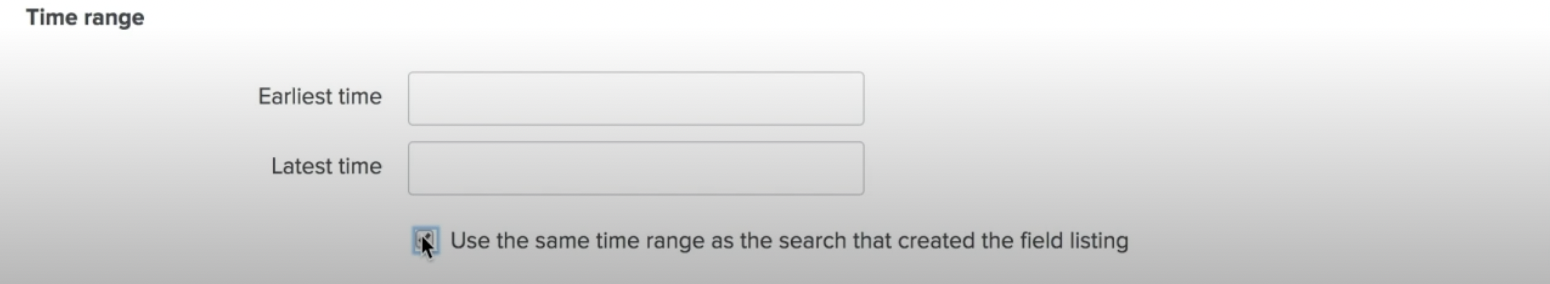 Time range
Earliest time
Latest time
Use the same time range as the search that created the field listing